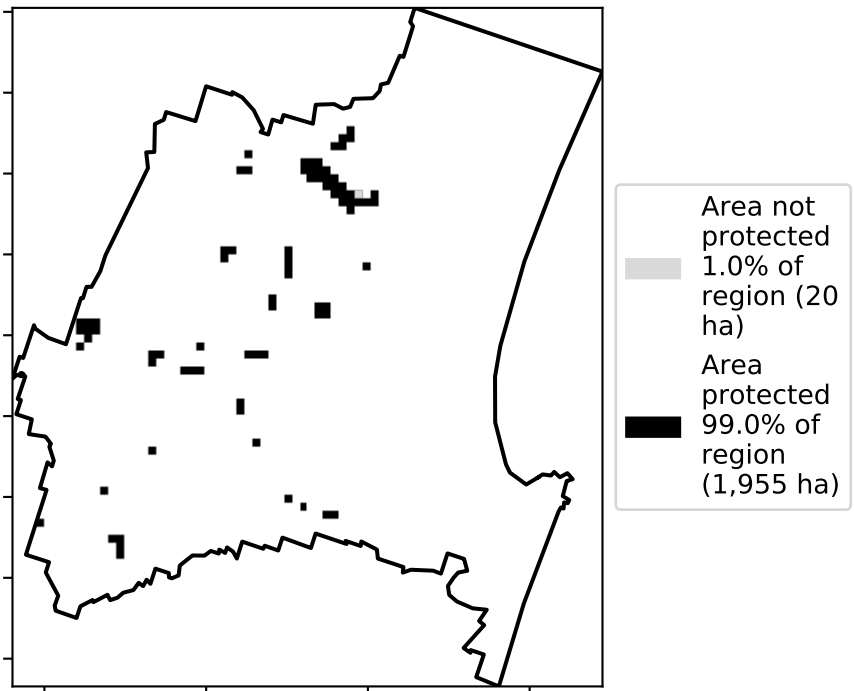 Area not
protected
1.0% of
region (20
ha)
Area
protected
99.0% of
region
(1,955 ha)